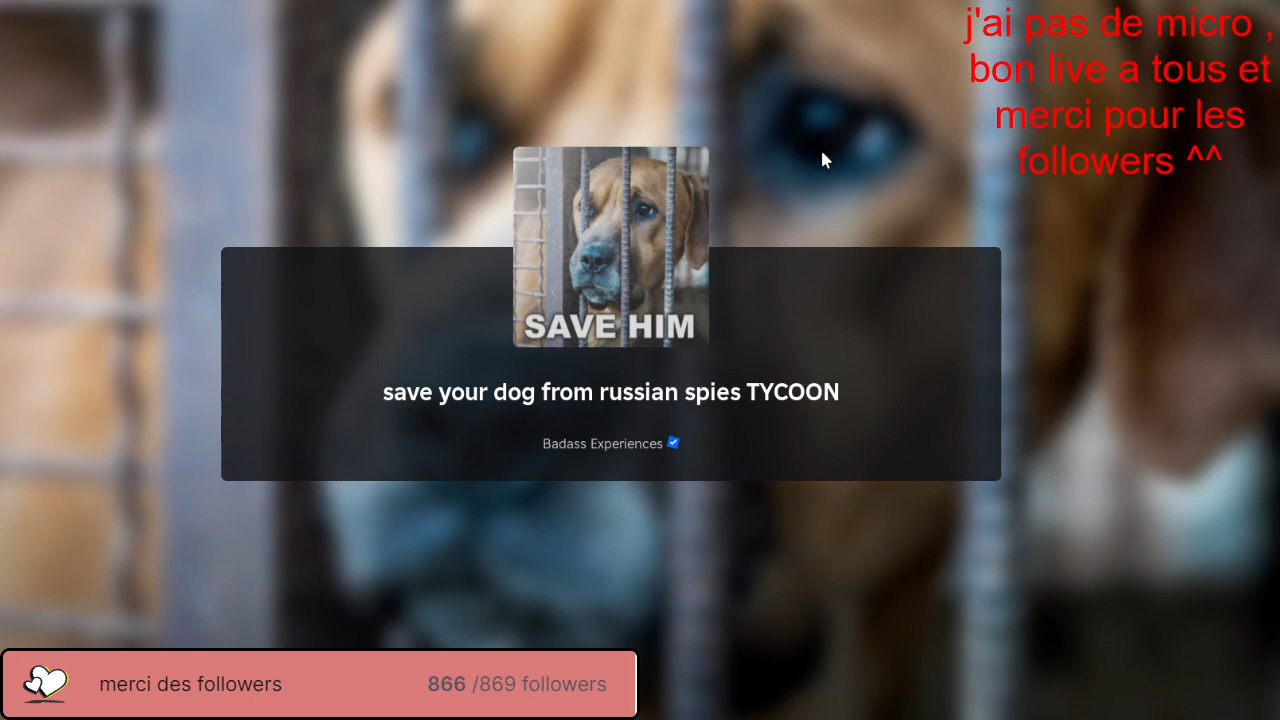 j'ai pas de micro ,
bon live a tous et
merci pour les
followers ^^
SAVE HIM
save your dog from russian spies TYCOON
Badass Experiences
merci des followers 866 /869 followers